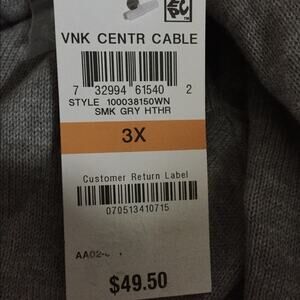 VNK CENTR CABLE
7 32994 61540 2
STYLE 100038150WN
SMK GRY HTHR
3X
Customer Return Label
070513410715
$49.50